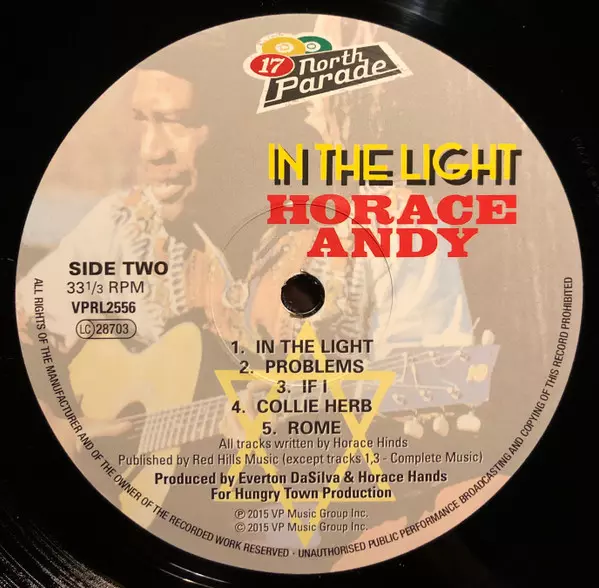 17 North
Parade
IN THE LIGHT
HORACE
ANDY
SIDE TWO
33 1/3 RPM
VPRL2556
LC 28703
1. IN THE LIGHT
2. PROBLEMS
3. IF I
4. COLLIE HERB
5. ROME
All tracks written by Horace Hinds
Published by Red Hills Music (except tracks 1,3 - Complete Music)
Produced by Everton DaSilva & Horace Hands
For Hungry Town Production
℗ 2015 VP Music Group Inc.
© 2015 VP Music Group Inc.
ALL RIGHTS OF THE MANUFACTURER AND OF THE OWNER OF THE RECORDED WORK RESERVED - UNAUTHORISED PUBLIC PERFORMANCE BROADCASTING AND COPYING OF THIS RECORD PROHIBITED